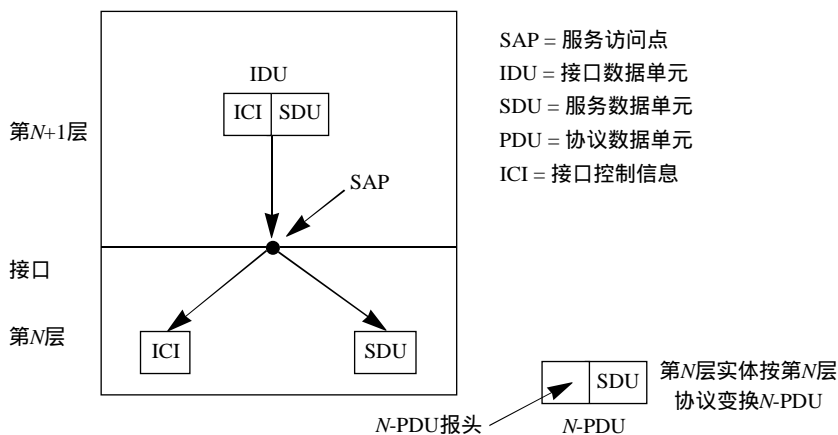 SAP = 服务访问点
IDU = 接口数据单元
SDU = 服务数据单元
PDU = 协议数据单元
ICI = 接口控制信息
IDU
ICI SDU
第N+1层
SAP
接口
第N层
ICI
SDU
SDU
第N层实体按第N层
协议变换N-PDU
N-PDU报头
N-PDU